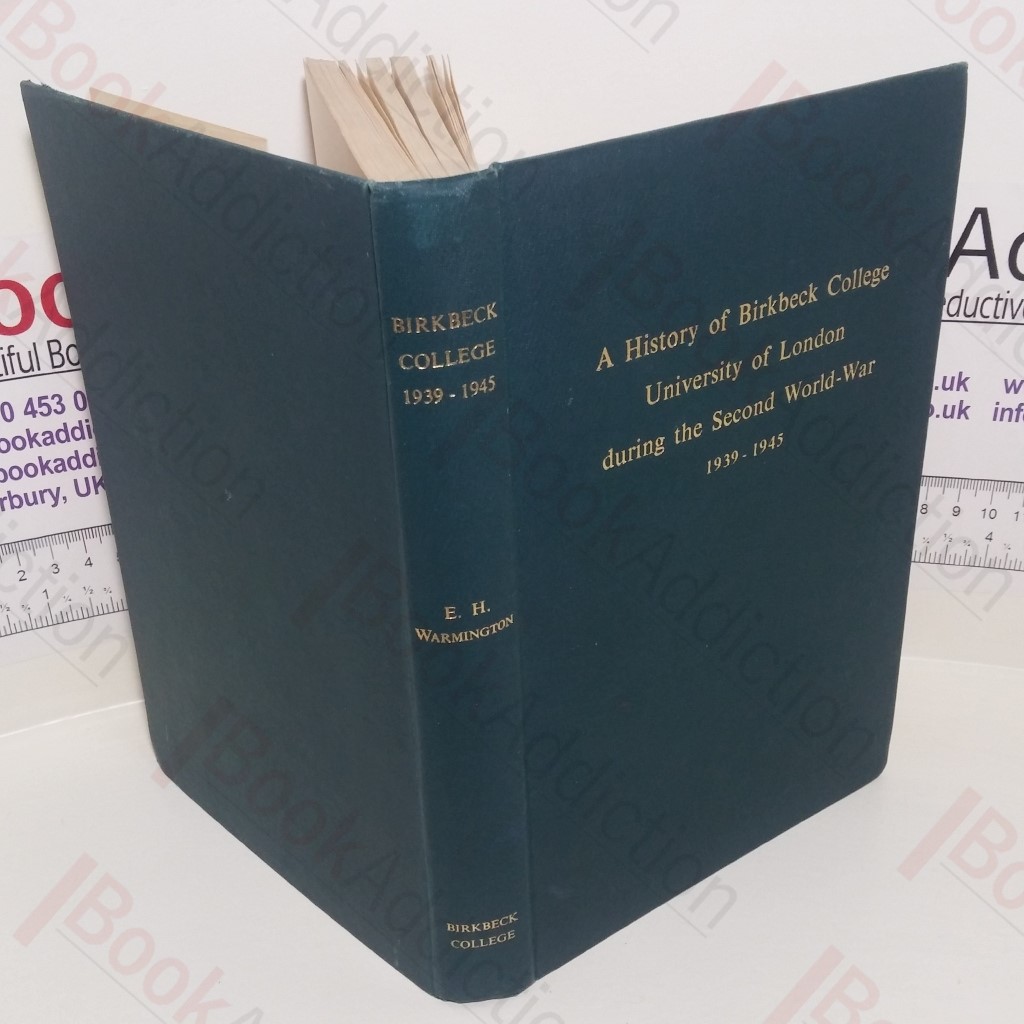 BIRKBECK
COLLEGE
1939 - 1945
E. H.
WARMINGTON
BIRKBECK
COLLEGE
A History of Birkbeck College
University of London
during the Second World-War
1939 - 1945
BookAddiction